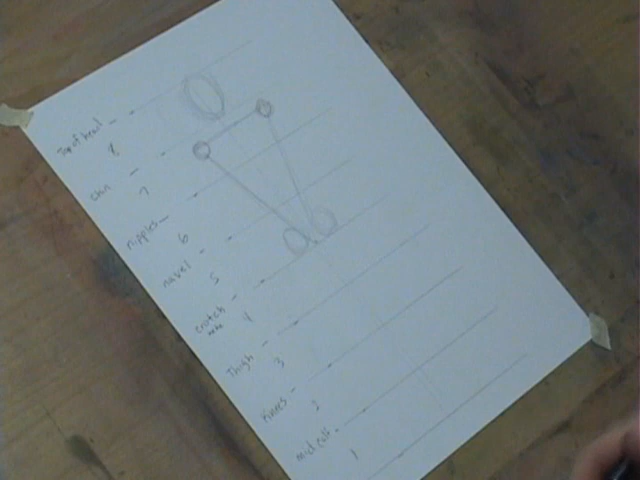 Top of head
8
chin
7
nipples
6
navel
5
crotch
4
Thigh
3
Knees
2
mid calf
1